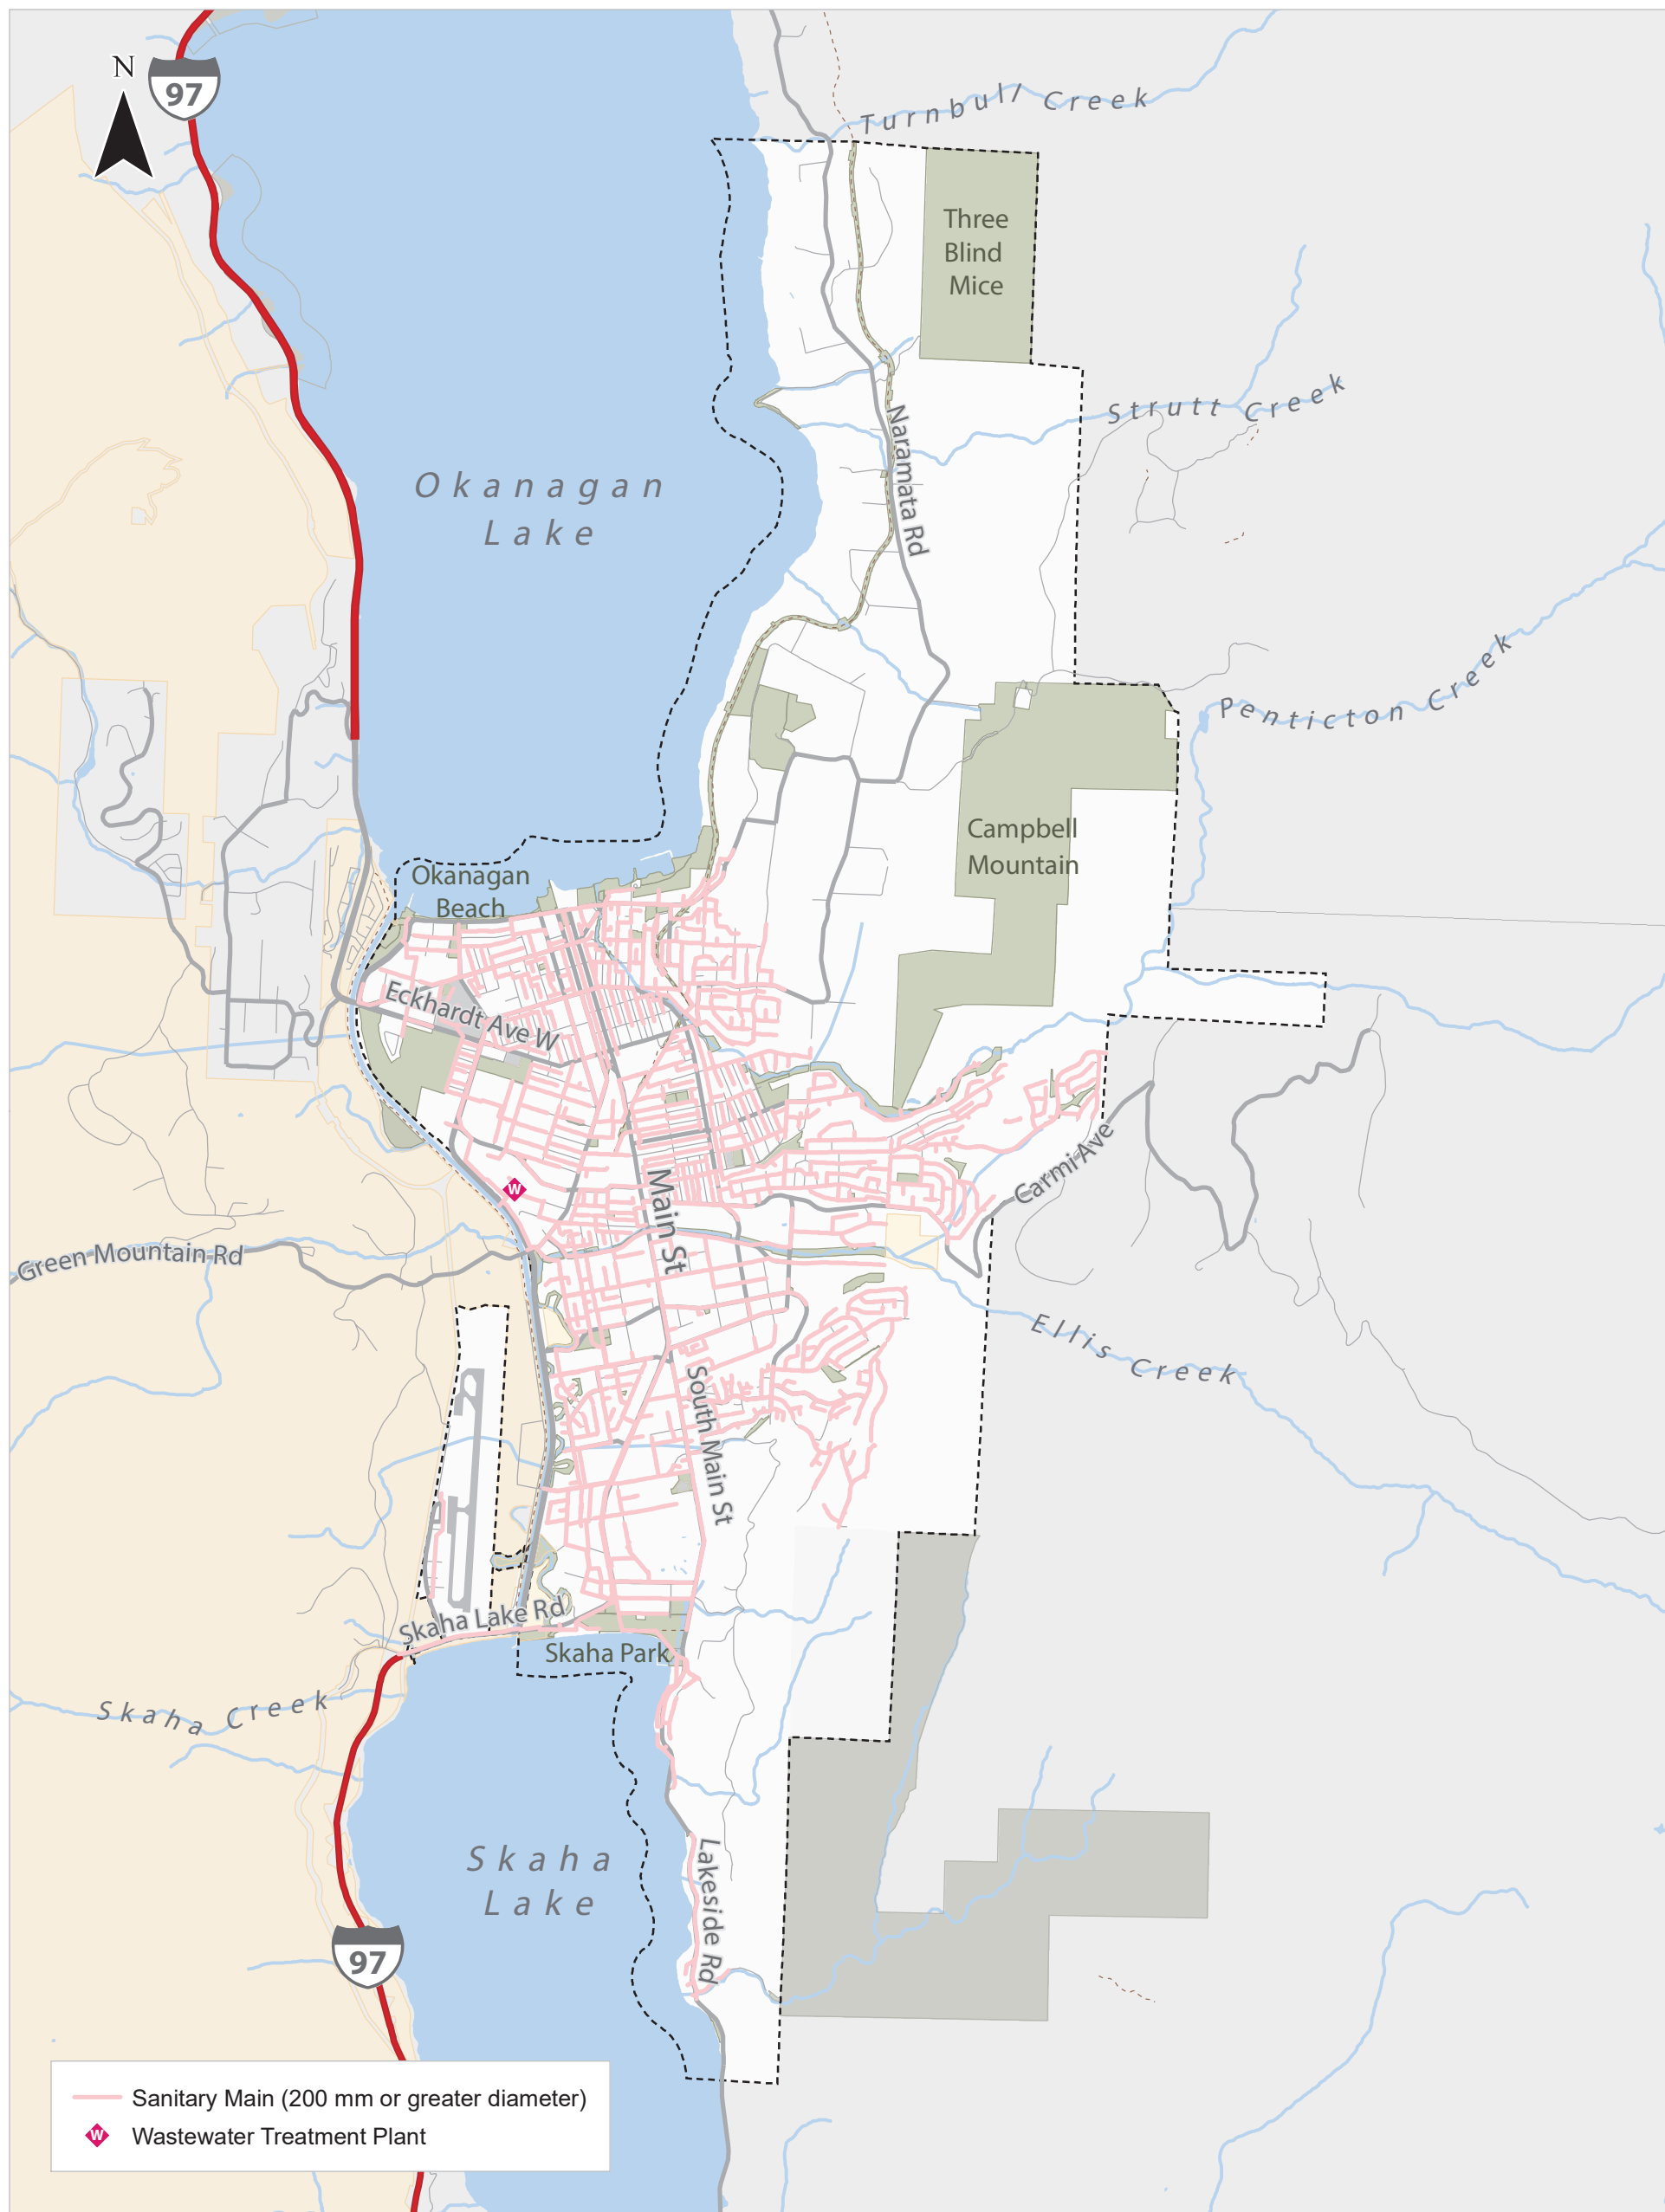 N
97
Turnbull Creek
Three
Blind
Mice
Strutt Creek
Naramata Rd
Okanagan
Lake
Penticton Creek
Campbell
Mountain
Okanagan
Beach
Eckhardt Ave W
Carmi Ave
W
Main St
Green Mountain Rd
Ellis Creek
South Main St
Skaha Lake Rd
Skaha Park
Skaha Creek
Skaha
Lake
Lakeside Rd
97
Sanitary Main (200 mm or greater diameter)
W
Wastewater Treatment Plant